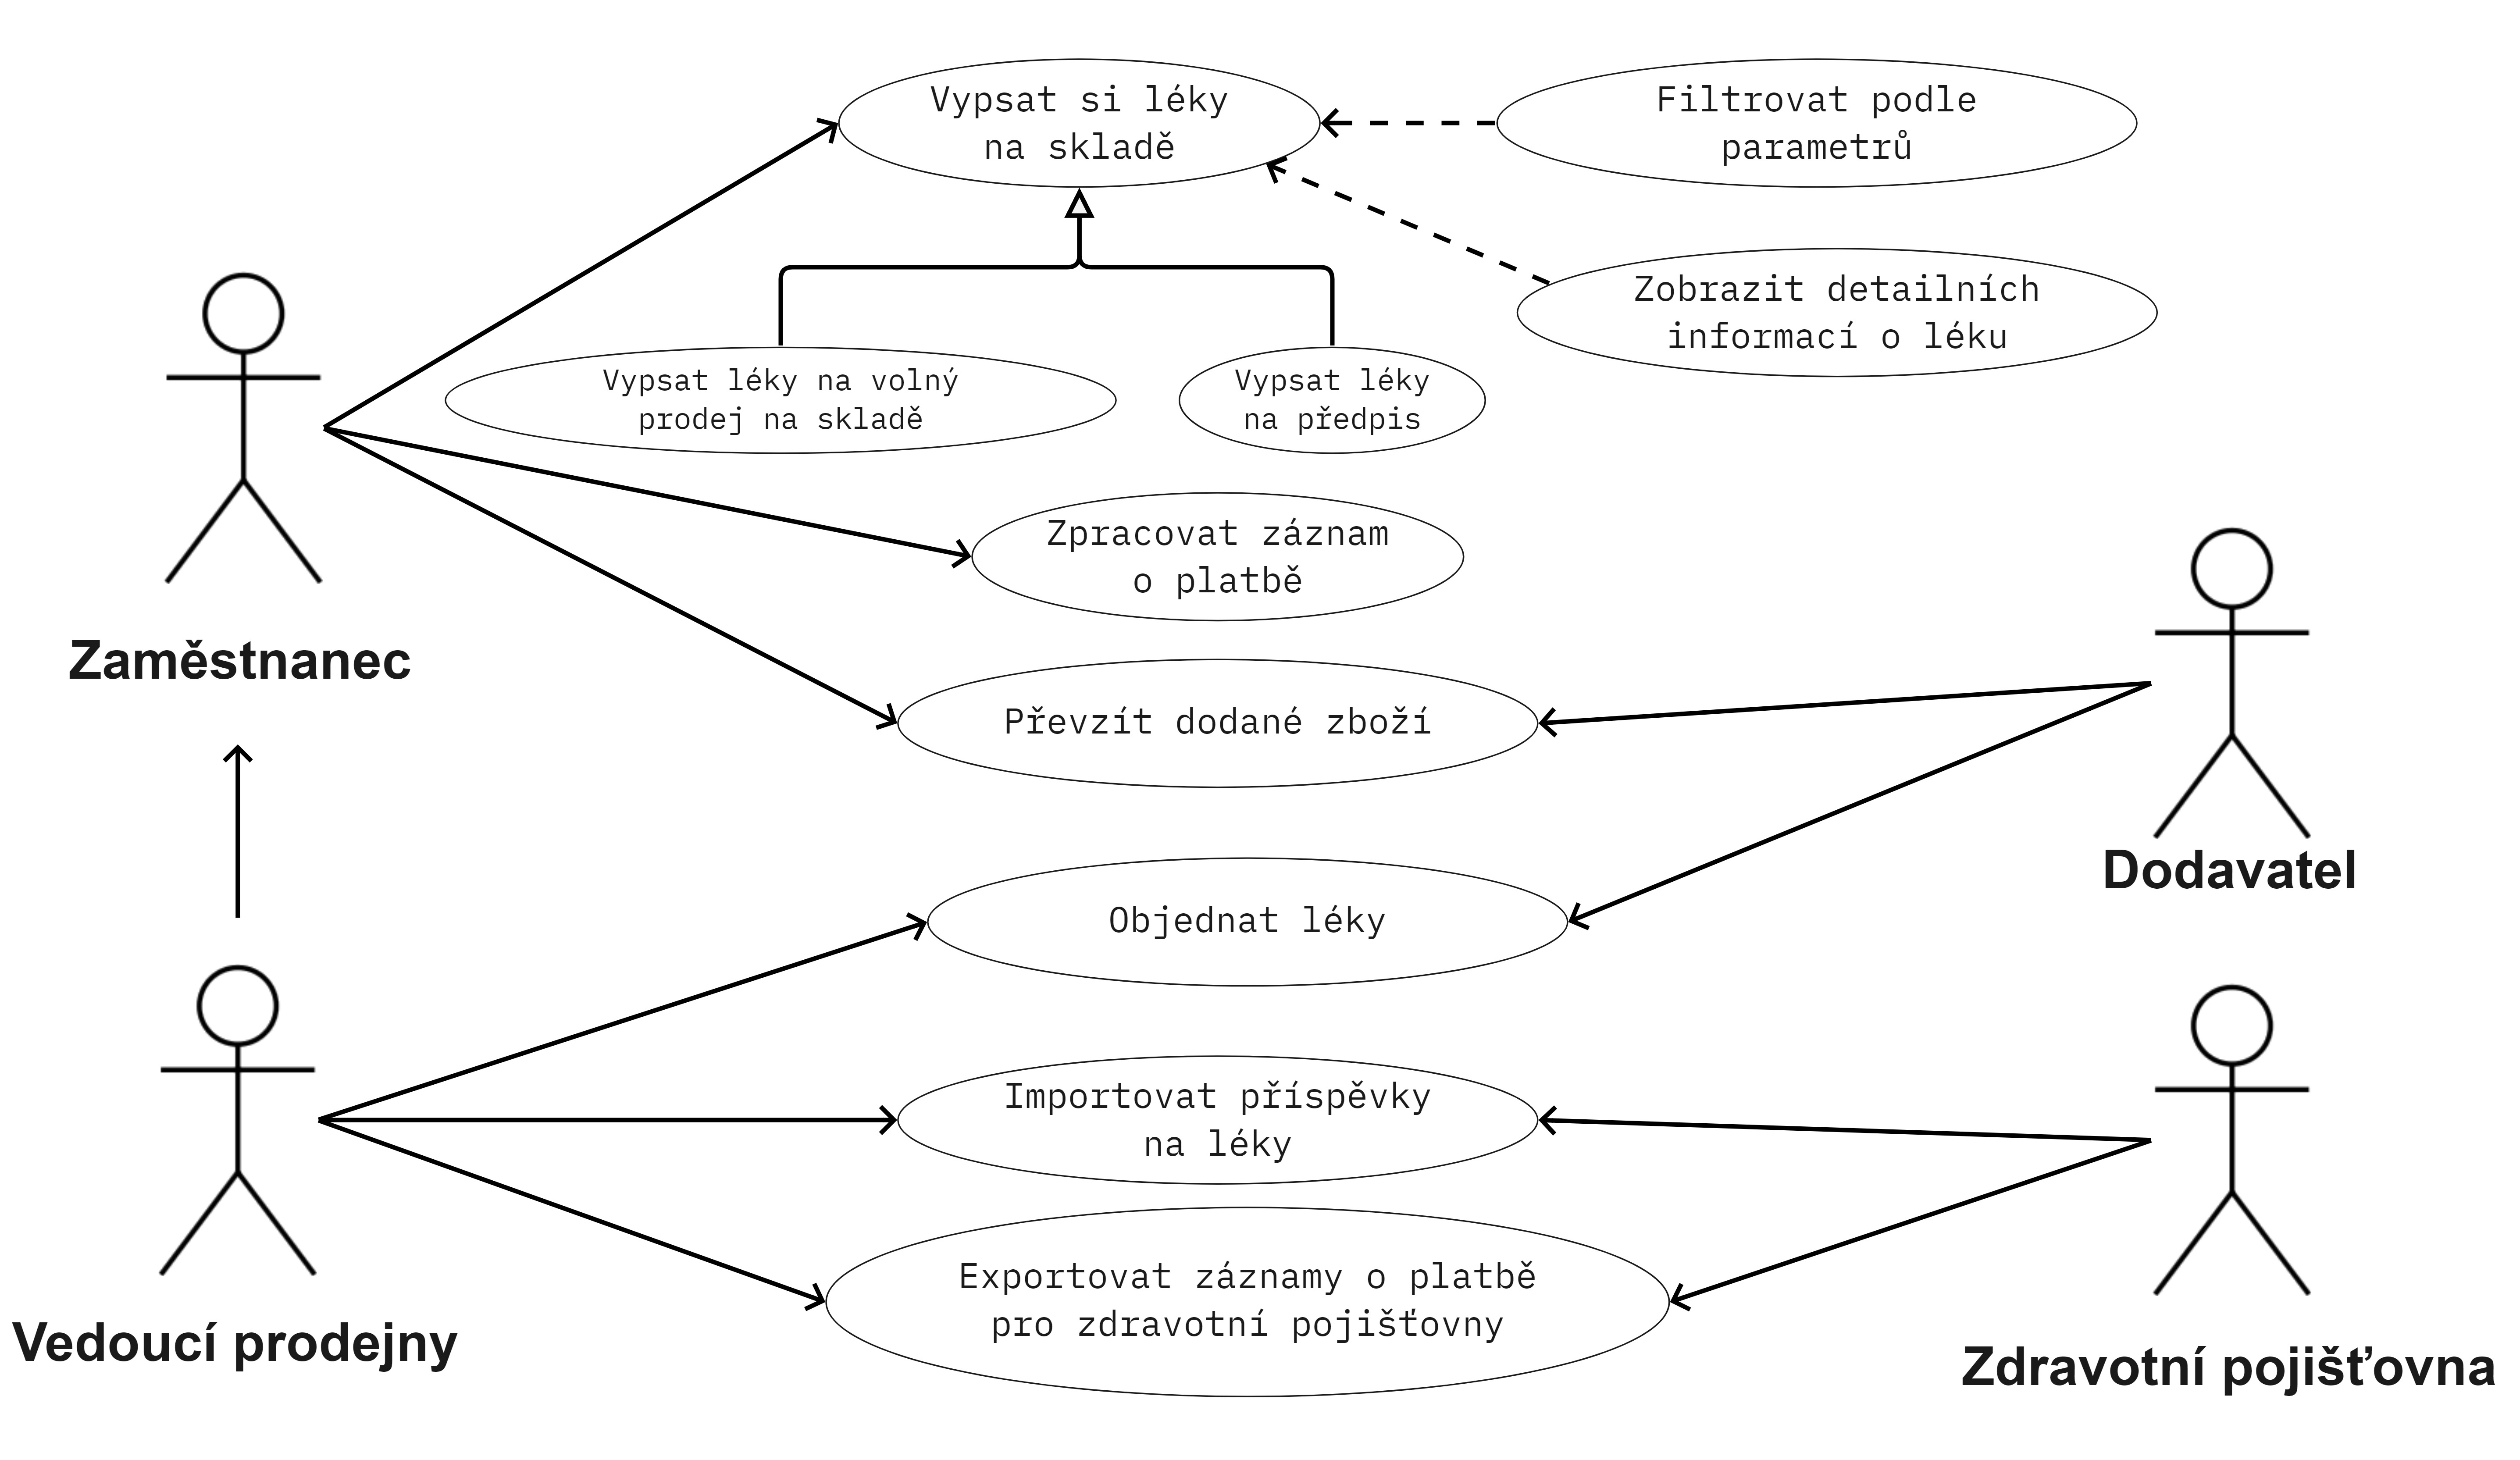 Vypsat si léky
na skladě
Filtrovat podle
parametrů
Zobrazit detailních
informací o léku
Vypsat léky na volný
prodej na skladě
Vypsat léky
na předpis
Zpracovat záznam
o platbě
Zaměstnanec
Převzít dodané zboží
Dodavatel
Objednat léky
Importovat příspěvky
na léky
Exportovat záznamy o platbě
pro zdravotní pojišťovny
Vedoucí prodejny
Zdravotní pojišťovna